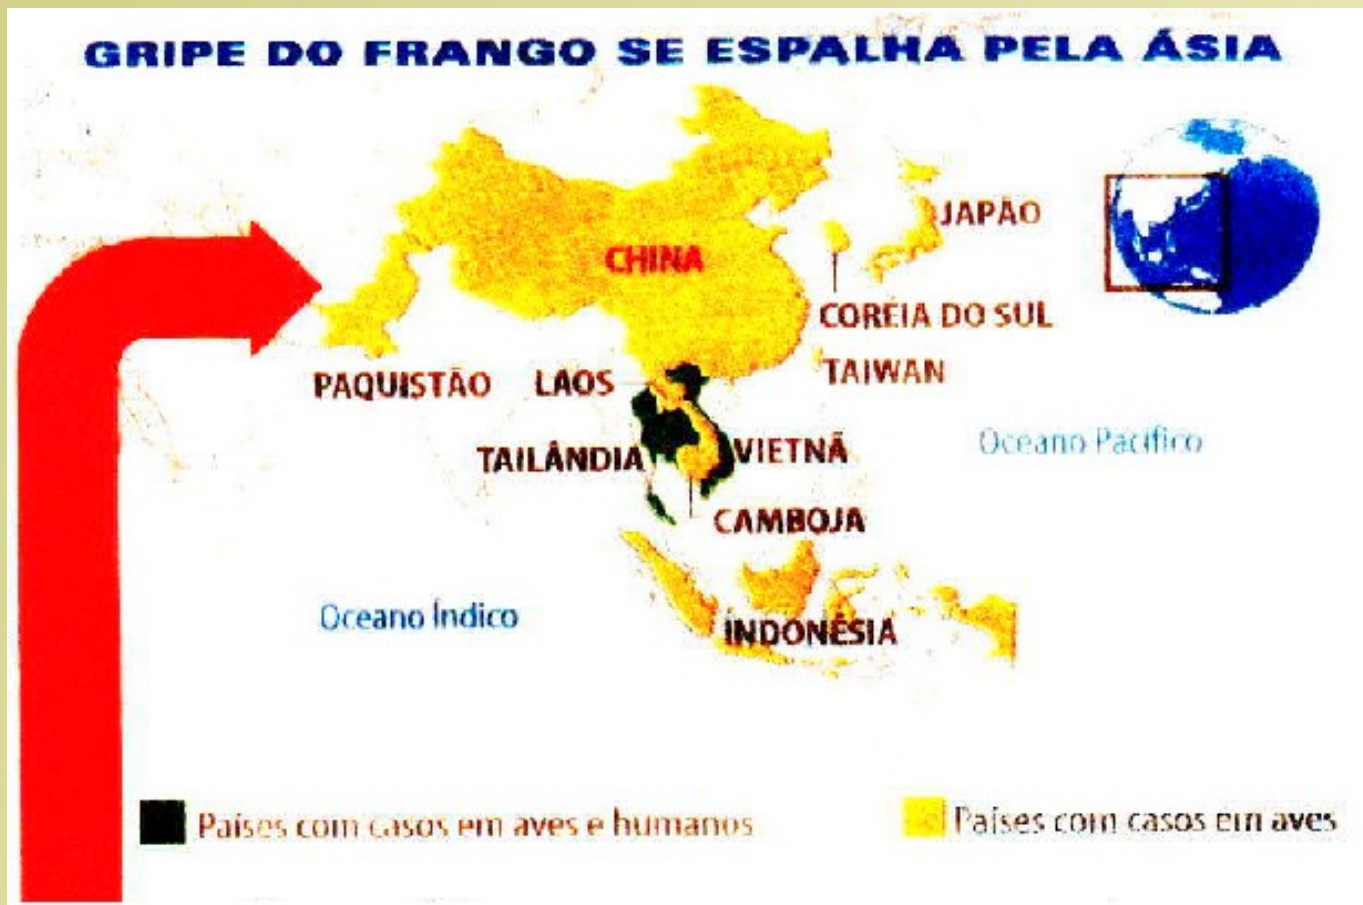 GRIPE DO FRANGO SE ESPALHA PELA ÁSIA
JAPÃO
CHINA
CORÉIA DO SUL
TAIWAN
PAQUISTÃO
LAOS
Oceano Pacífico
TAILÂNDIA
VIETNÃ
CAMBOJA
Oceano Índico
INDONÉSIA
Países com casos em aves e humanos
Países com casos em aves